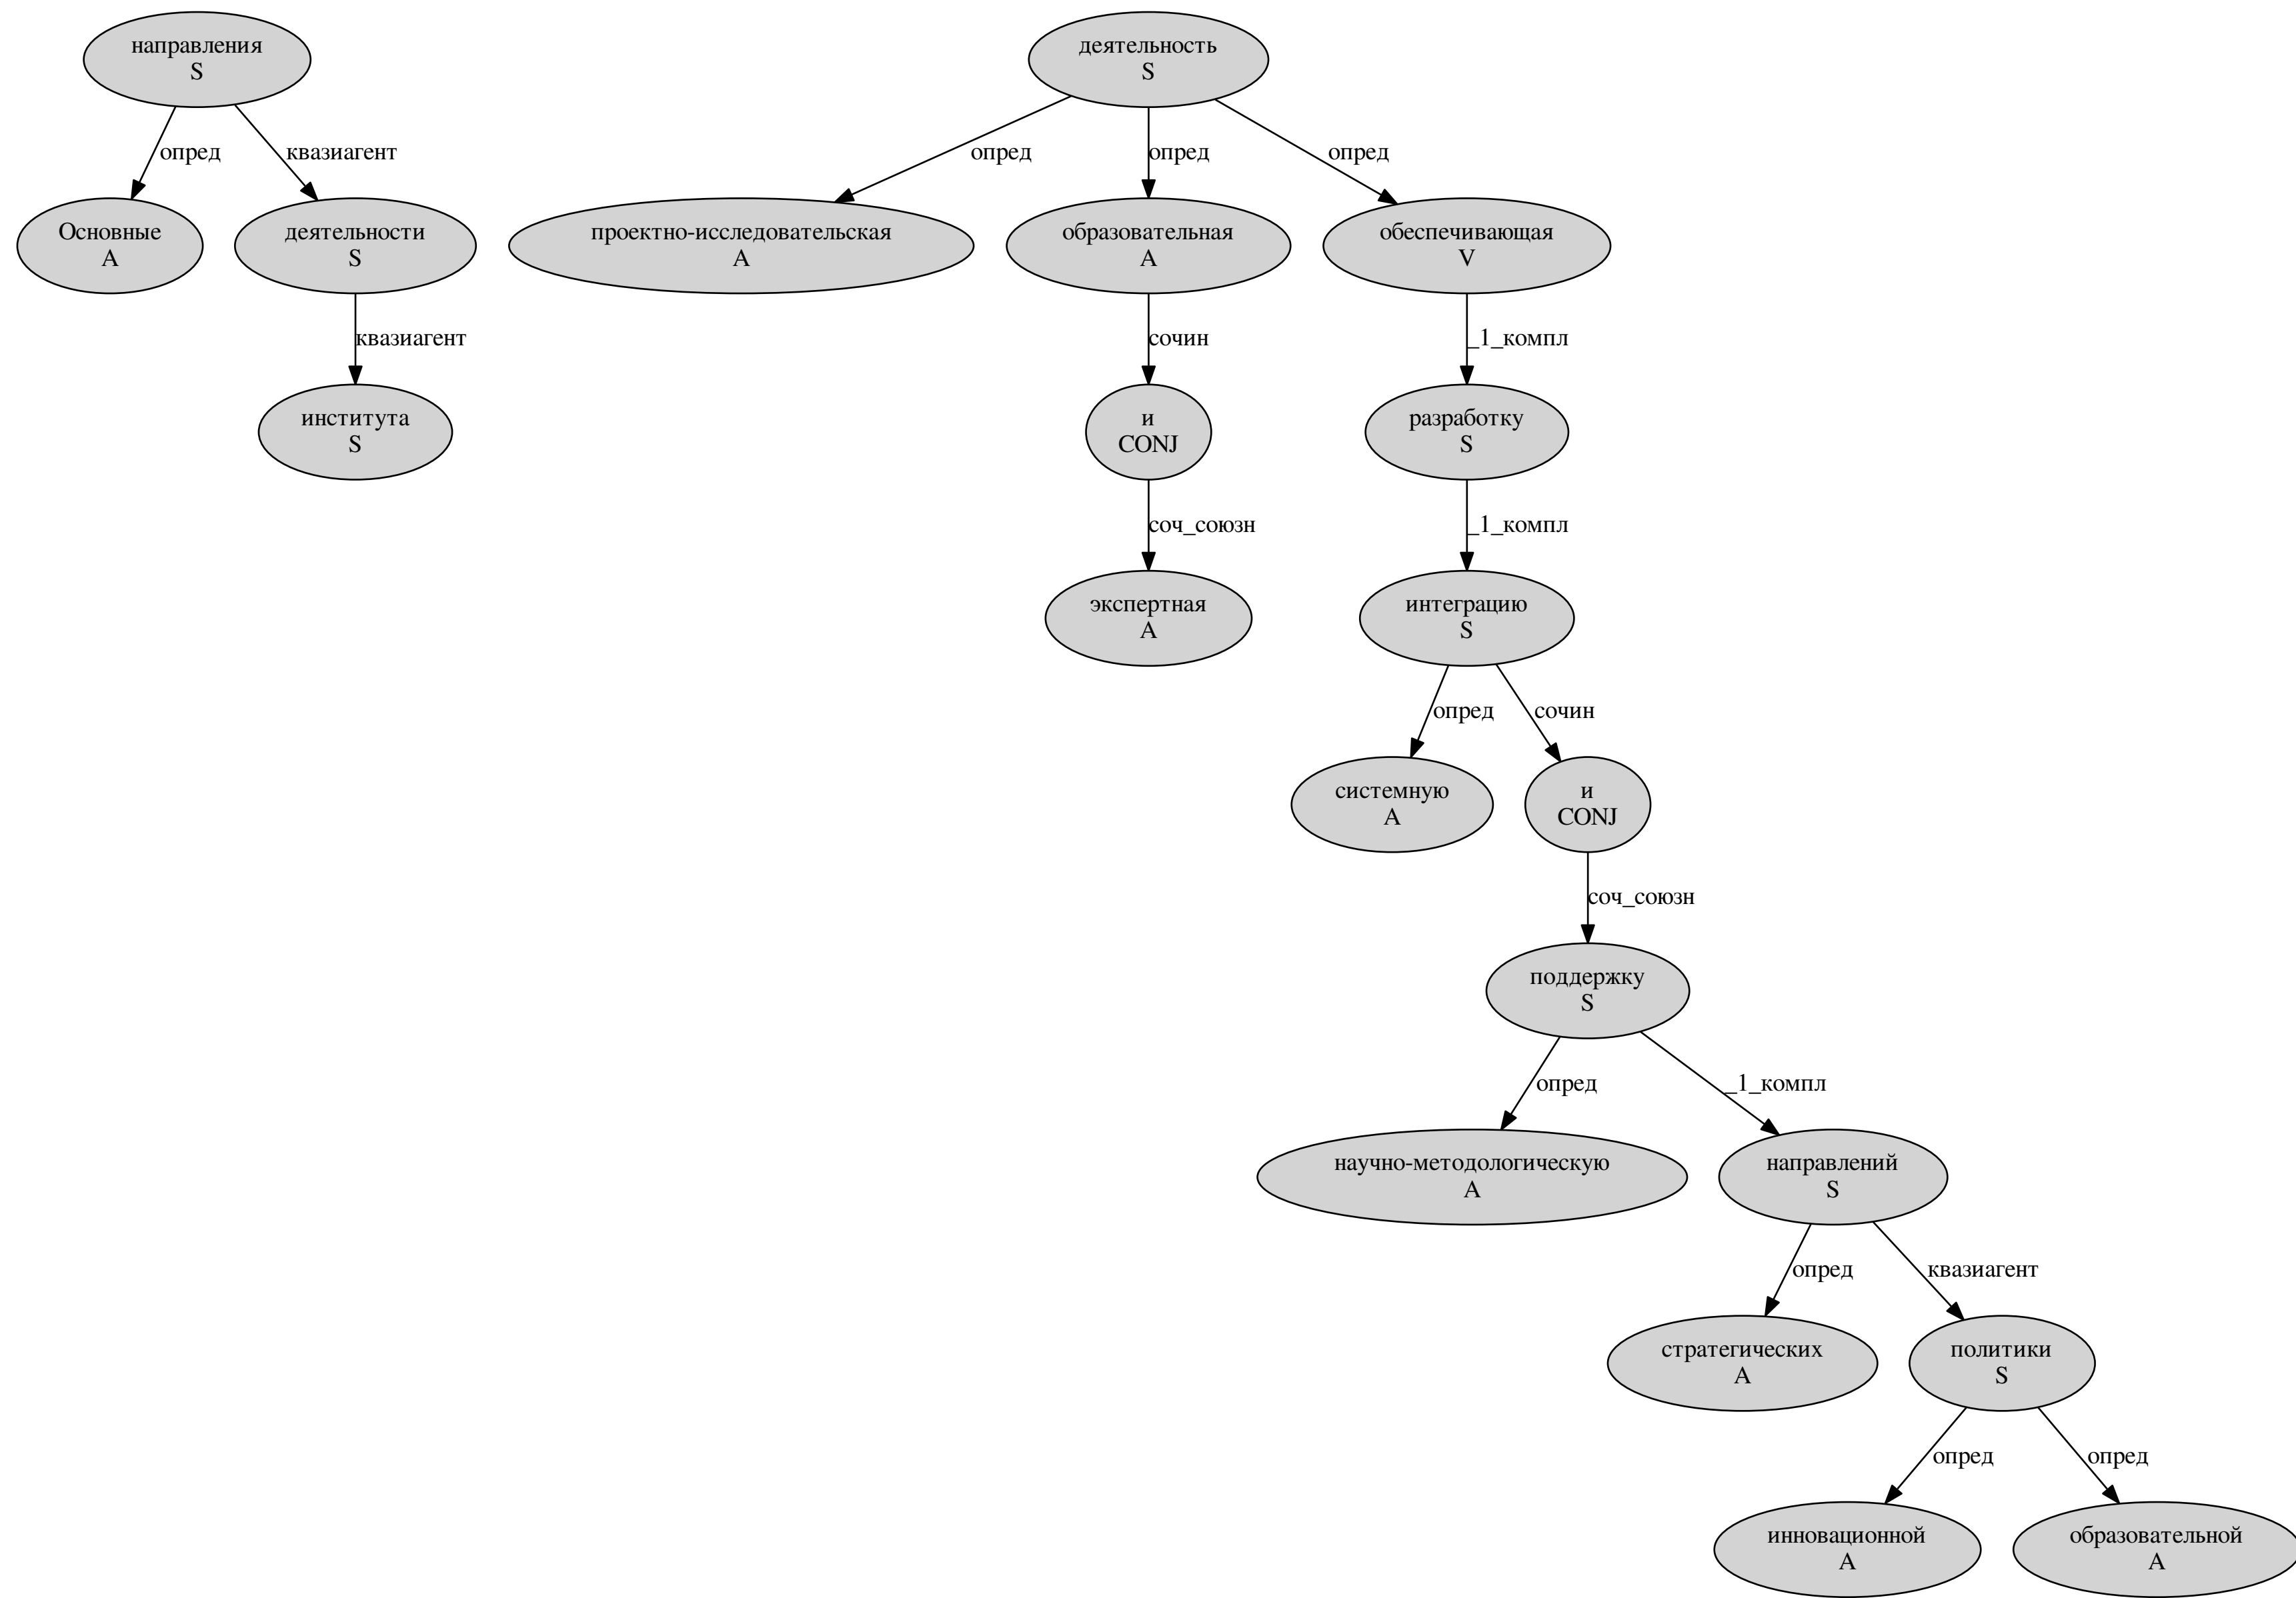 направления
S
деятельность
S
опред
квазиагент
опред
опред
опред
Основные
A
деятельности
S
проектно-исследовательская
A
образовательная
A
обеспечивающая
V
квазиагент
сочин
_1_компл
института
S
и
CONJ
разработку
S
соч_союзн
_1_компл
экспертная
A
интеграцию
S
опред
сочин
системную
A
и
CONJ
соч_союзн
поддержку
S
опред
_1_компл
научно-методологическую
A
направлений
S
опред
квазиагент
стратегических
A
политики
S
опред
опред
инновационной
A
образовательной
A